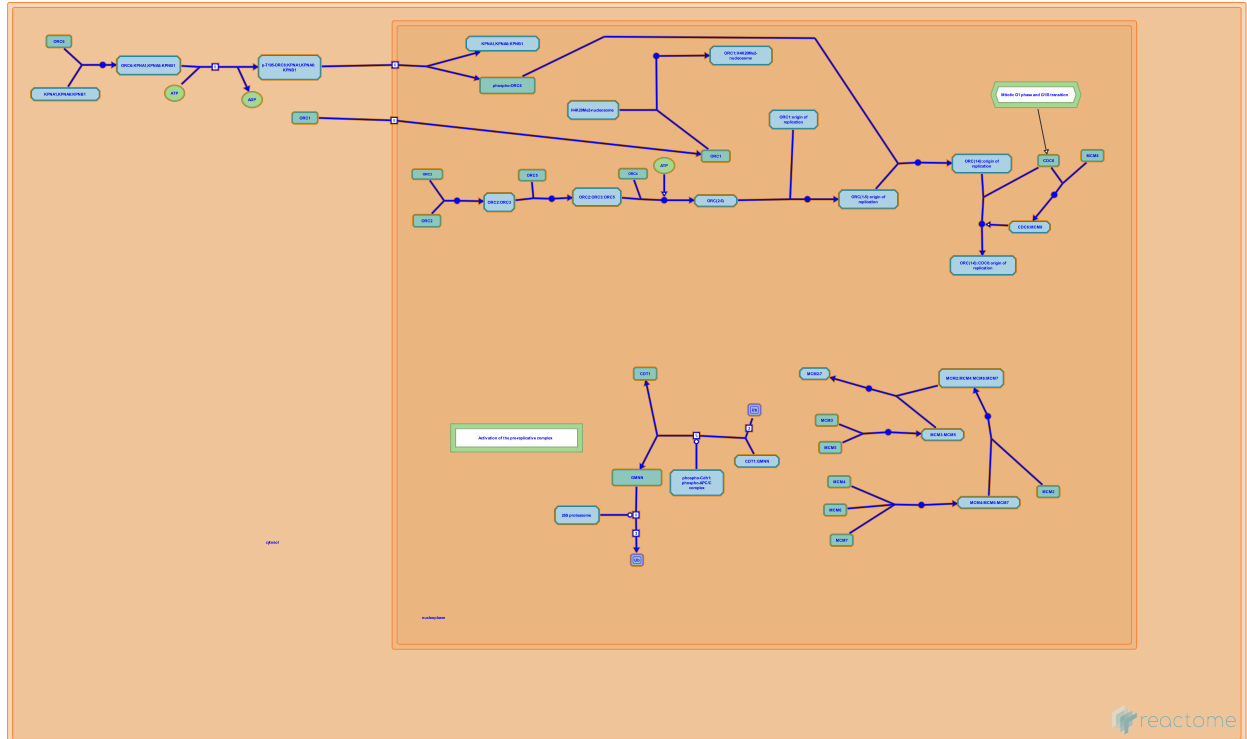 ORC6
KPNA1,KPNA6:KPNB1
ORC6:KPNA1,KPNA6:KPNB1
ATP
ADP
p-T195-ORC6:KPNA1,KPNA6:
KPNB1
KPNA1,KPNA6:KPNB1
phospho-ORC6
ORC1:H4K20Me2-
nucleosome
H4K20Me2-nucleosome
ORC1
ORC1
ORC1:origin of
replication
Mitotic G1 phase and G1/S transition
ORC3
ORC2
ORC2:ORC3
ORC5
ORC2:ORC3:ORC5
ORC4
ATP
ORC(2-5)
ORC(1-5):origin of
replication
ORC(1-6):origin of
replication
CDC6
MCM8
CDC6:MCM8
ORC(1-6):CDC6:origin of
replication
CDT1
Ub
CDT1:GMNN
GMNN
phospho-Cdh1:
phospho-APC/C
complex
26S proteasome
Ub
Activation of the pre-replicative complex
MCM2-7
MCM2:MCM4:MCM6:MCM7
MCM3
MCM5
MCM3:MCM5
MCM4
MCM6
MCM7
MCM4:MCM6:MCM7
MCM2
cytosol
nucleoplasm
reactome